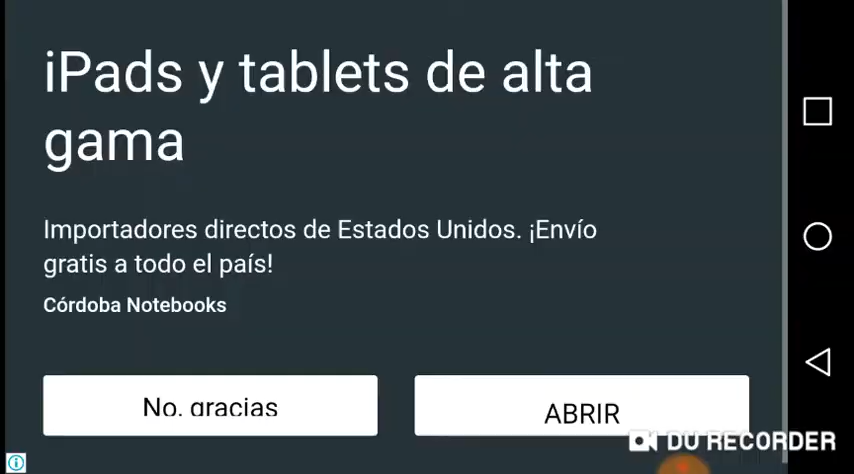 iPads y tablets de alta
gama
Importadores directos de Estados Unidos. ¡Envío
gratis a todo el país!
Córdoba Notebooks
No, gracias
ABRIR
DU RECORDER